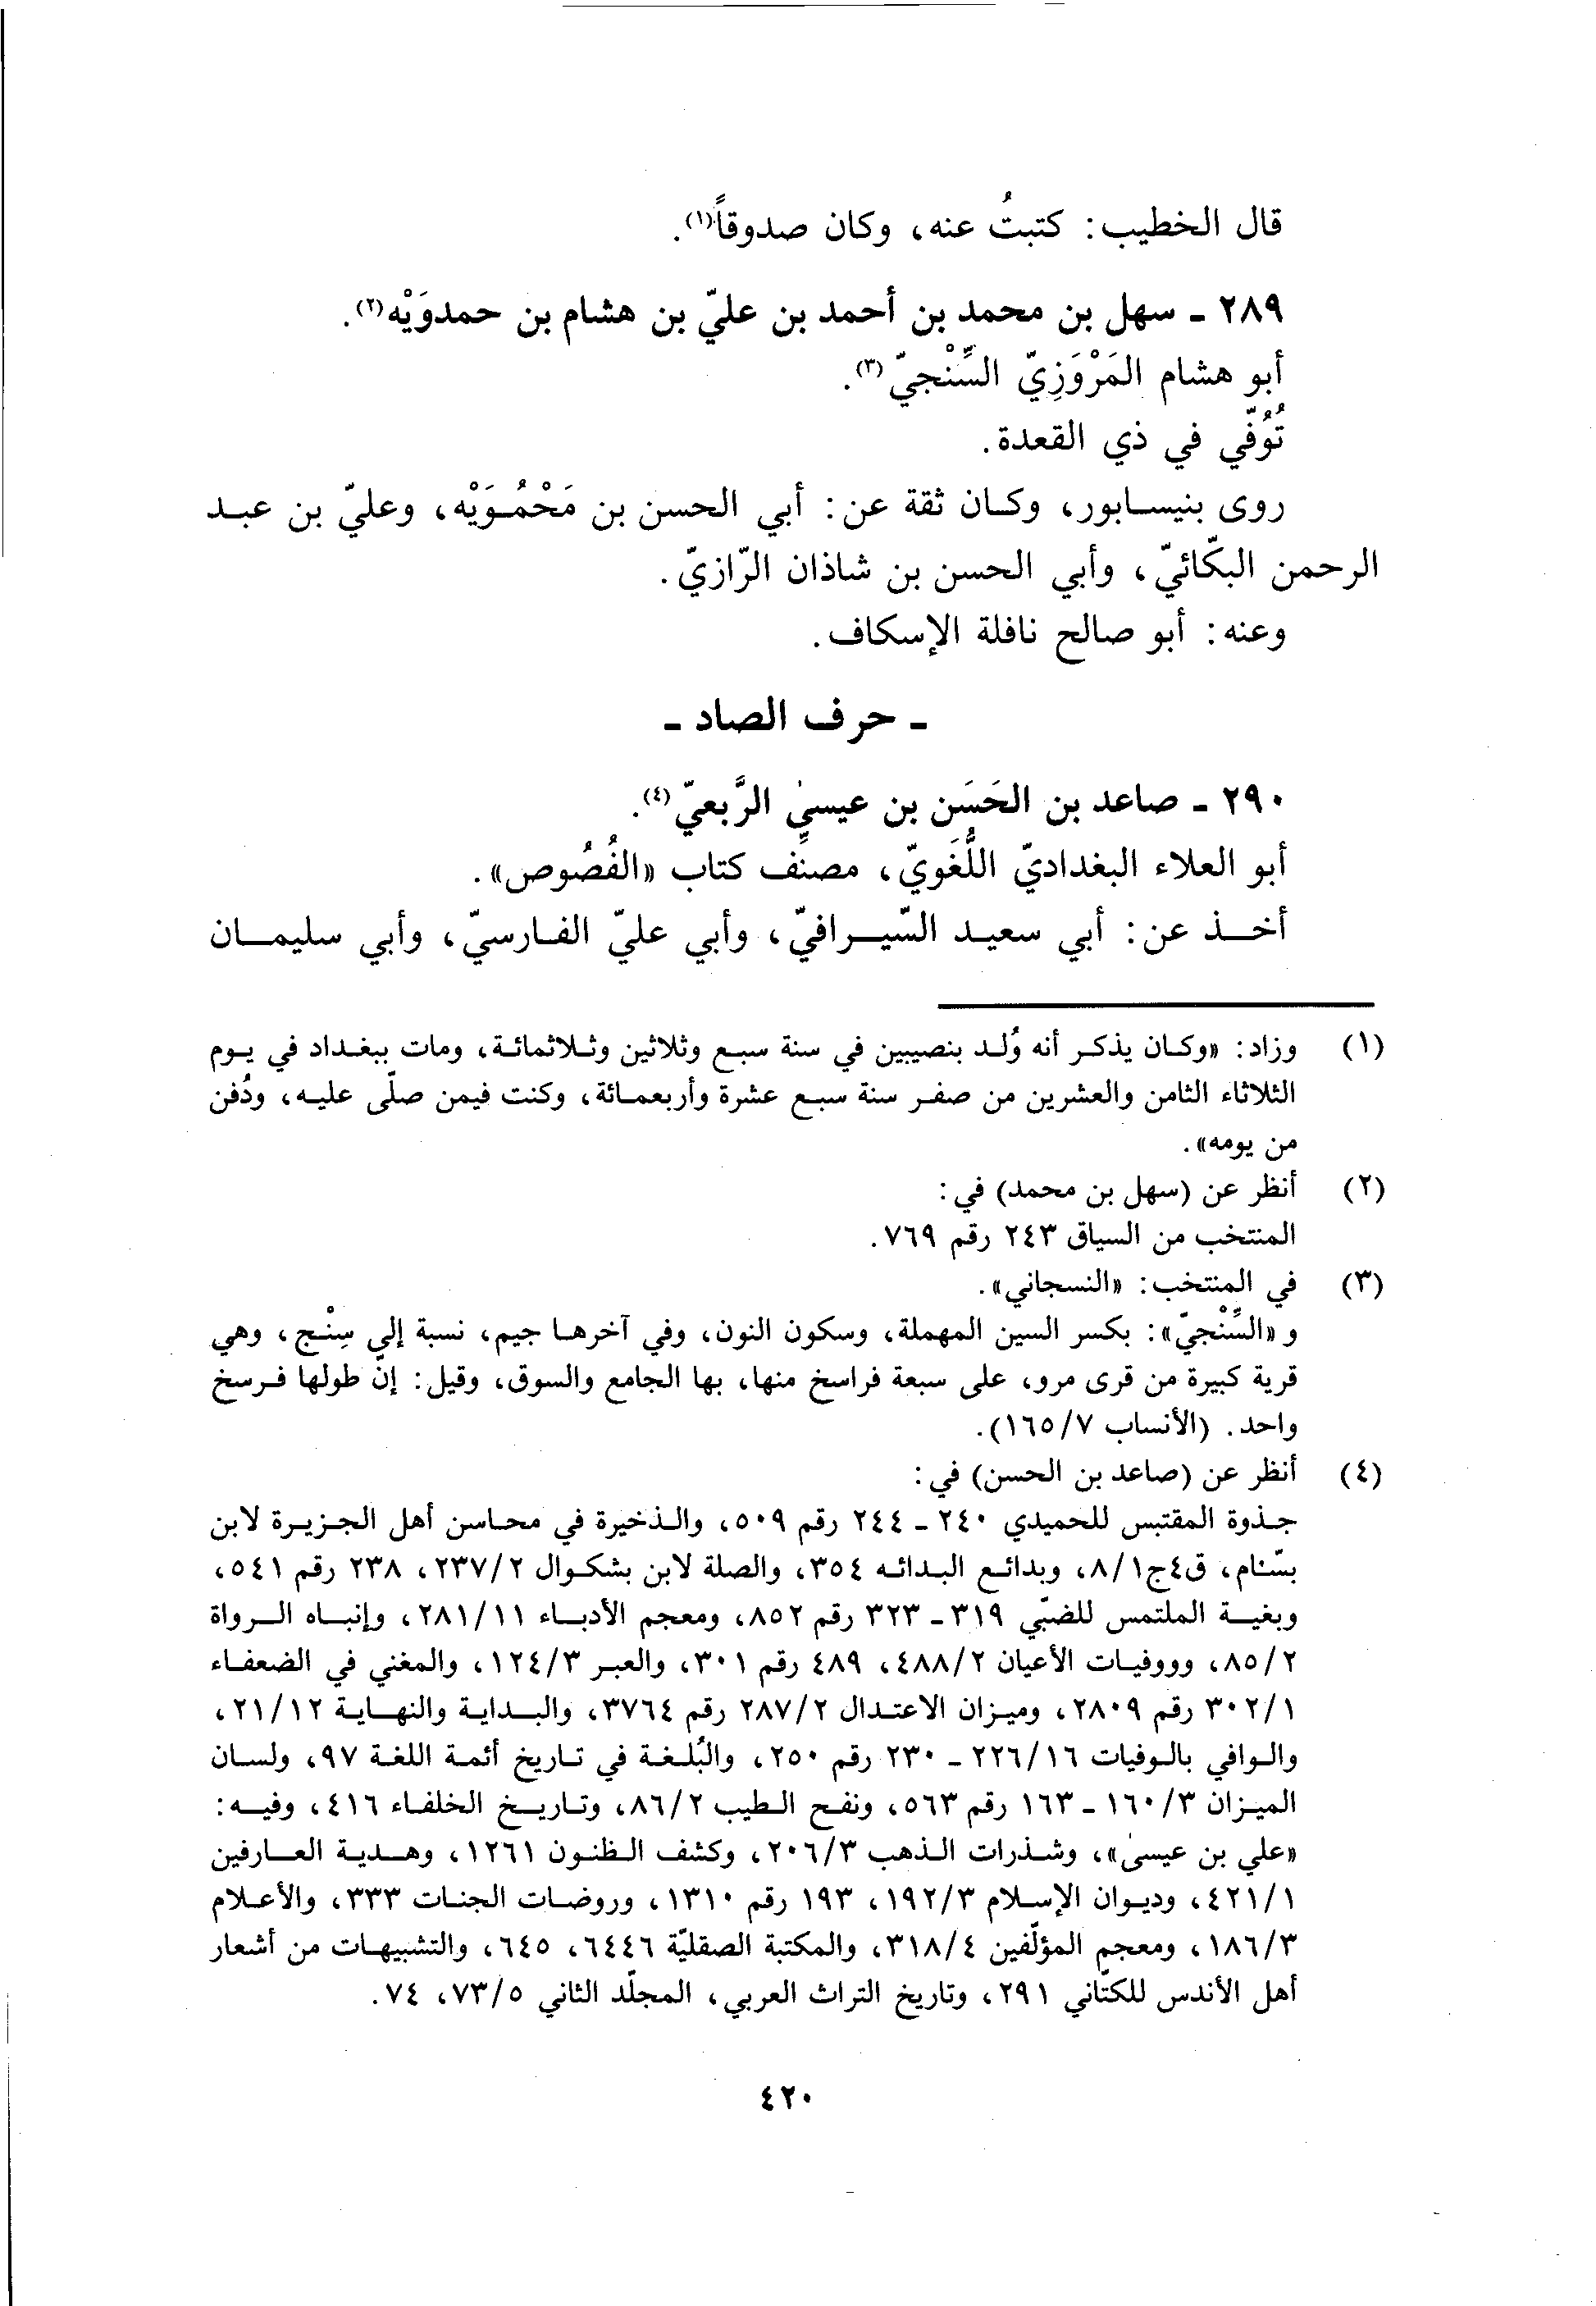 قال الخطيب: كتبتُ عنه، وكان صدوقاً(١).
٢٨٩ ـ سهل بن محمد بن أحمد بن عليّ بن هشام بن حمدوَيْه(٢).
أبو هشام المَرْوَزِيّ السِّنْجيّ(٣).
تُوُفّي في ذي القعدة.
روى بنيسابور، وكان ثقة عن: أبي الحسن بن مَحْمُوَيْه، وعليّ بن عبد
الرحمن البكّائيّ، وأبي الحسن بن شاذان الرّازيّ.
وعنه: أبو صالح نافلة الإسكاف.
ـ حرف الصاد ـ
٢٩٠ ـ صاعد بن الحَسَن بن عيسىٰ الرَّبعيّ(٤).
أبو العلاء البغداديّ اللُّغَويّ، مصنِّف كتاب «الفُصُوص».
أخذ عن: أبي سعيد السّيرافيّ، وأبي عليّ الفارسيّ، وأبي سليمان
(١) وزاد: «وكان يذكر أنه وُلد بنصيبين في سنة سبع وثلاثين وثلاثمائة، ومات ببغداد في يوم
الثلاثاء الثامن والعشرين من صفر سنة سبع عشرة وأربعمائة، وكنت فيمن صلّى عليه، ودُفن
من يومه».
(٢) أنظر عن (سهل بن محمد) في:
المنتخب من السياق ٢٤٣ رقم ٧٦٩.
(٣) في المنتخب: «النسجاني».
و«السِّنْجيّ»: بكسر السين المهملة، وسكون النون، وفي آخرها جيم، نسبة إلى سِنْج، وهي
قرية كبيرة من قرى مرو، على سبعة فراسخ منها، بها الجامع والسوق، وقيل: إنّ طولها فرسخ
واحد. (الأنساب ١٦٥/٧).
(٤) أنظر عن (صاعد بن الحسن) في:
جذوة المقتبس للحميدي ٢٤٠ ـ ٢٤٤ رقم ٥٠٩، والذخيرة في محاسن أهل الجزيرة لابن
بسّنام، ق٤ج٨/١، وبدائع البدائه ٣٥٤، والصلة لابن بشكوال ٢٣٧/٢، ٢٣٨ رقم ٥٤١،
وبغية الملتمس للضبّي ٣١٩ ـ ٣٢٣ رقم ٨٥٢، ومعجم الأدباء ٢٨١/١١، وإنباه الرواة
٨٥/٢، وووفيات الأعيان ٤٨٨/٢، ٤٨٩ رقم ٣٠١، والعبر ١٢٤/٣، والمغني في الضعفاء
٣٠٢/١ رقم ٢٨٠٩، وميزان الاعتدال ٢٨٧/٢ رقم ٣٧٦٤، والبداية والنهاية ٢١/١٢،
والوافي بالوفيات ٢٢٦/١٦ ـ ٢٣٠ رقم ٢٥٠، والبُلغة في تاريخ أئمة اللغة ٩٧، ولسان
الميزان ١٦٠/٣ ـ ١٦٣ رقم ٥٦٣، ونفح الطيب ٨٦/٢، وتاريخ الخلفاء ٤١٦، وفيه:
«علي بن عيسىٰ»، وشذرات الذهب ٢٠٦/٣، وكشف الظنون ١٢٦١، وهدية العارفين
٤٢١/١، وديوان الإسلام ١٩٢/٣، ١٩٣ رقم ١٣١٠، وروضات الجنات ٣٣٣، والأعلام
١٨٦/٣، ومعجم المؤلّفين ٣١٨/٤، والمكتبة الصقليّة ٦٤٤٦، ٦٤٥، والتشبيهات من أشعار
أهل الأندس للكتّاني ٢٩١، وتاريخ التراث العربي، المجلّد الثاني ٧٣/٥، ٧٤.
٤٢٠